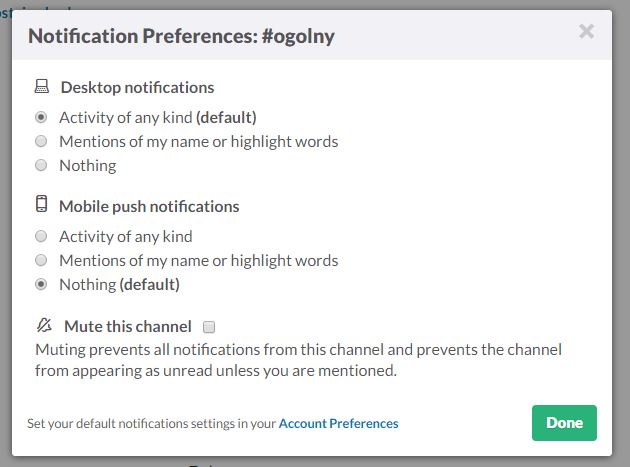 Notification Preferences: #ogolny
Desktop notifications
Activity of any kind (default)
Mentions of my name or highlight words
Nothing
Mobile push notifications
Activity of any kind
Mentions of my name or highlight words
Nothing (default)
Mute this channel
Muting prevents all notifications from this channel and prevents the channel
from appearing as unread unless you are mentioned.
Set your default notifications settings in your Account Preferences
Done